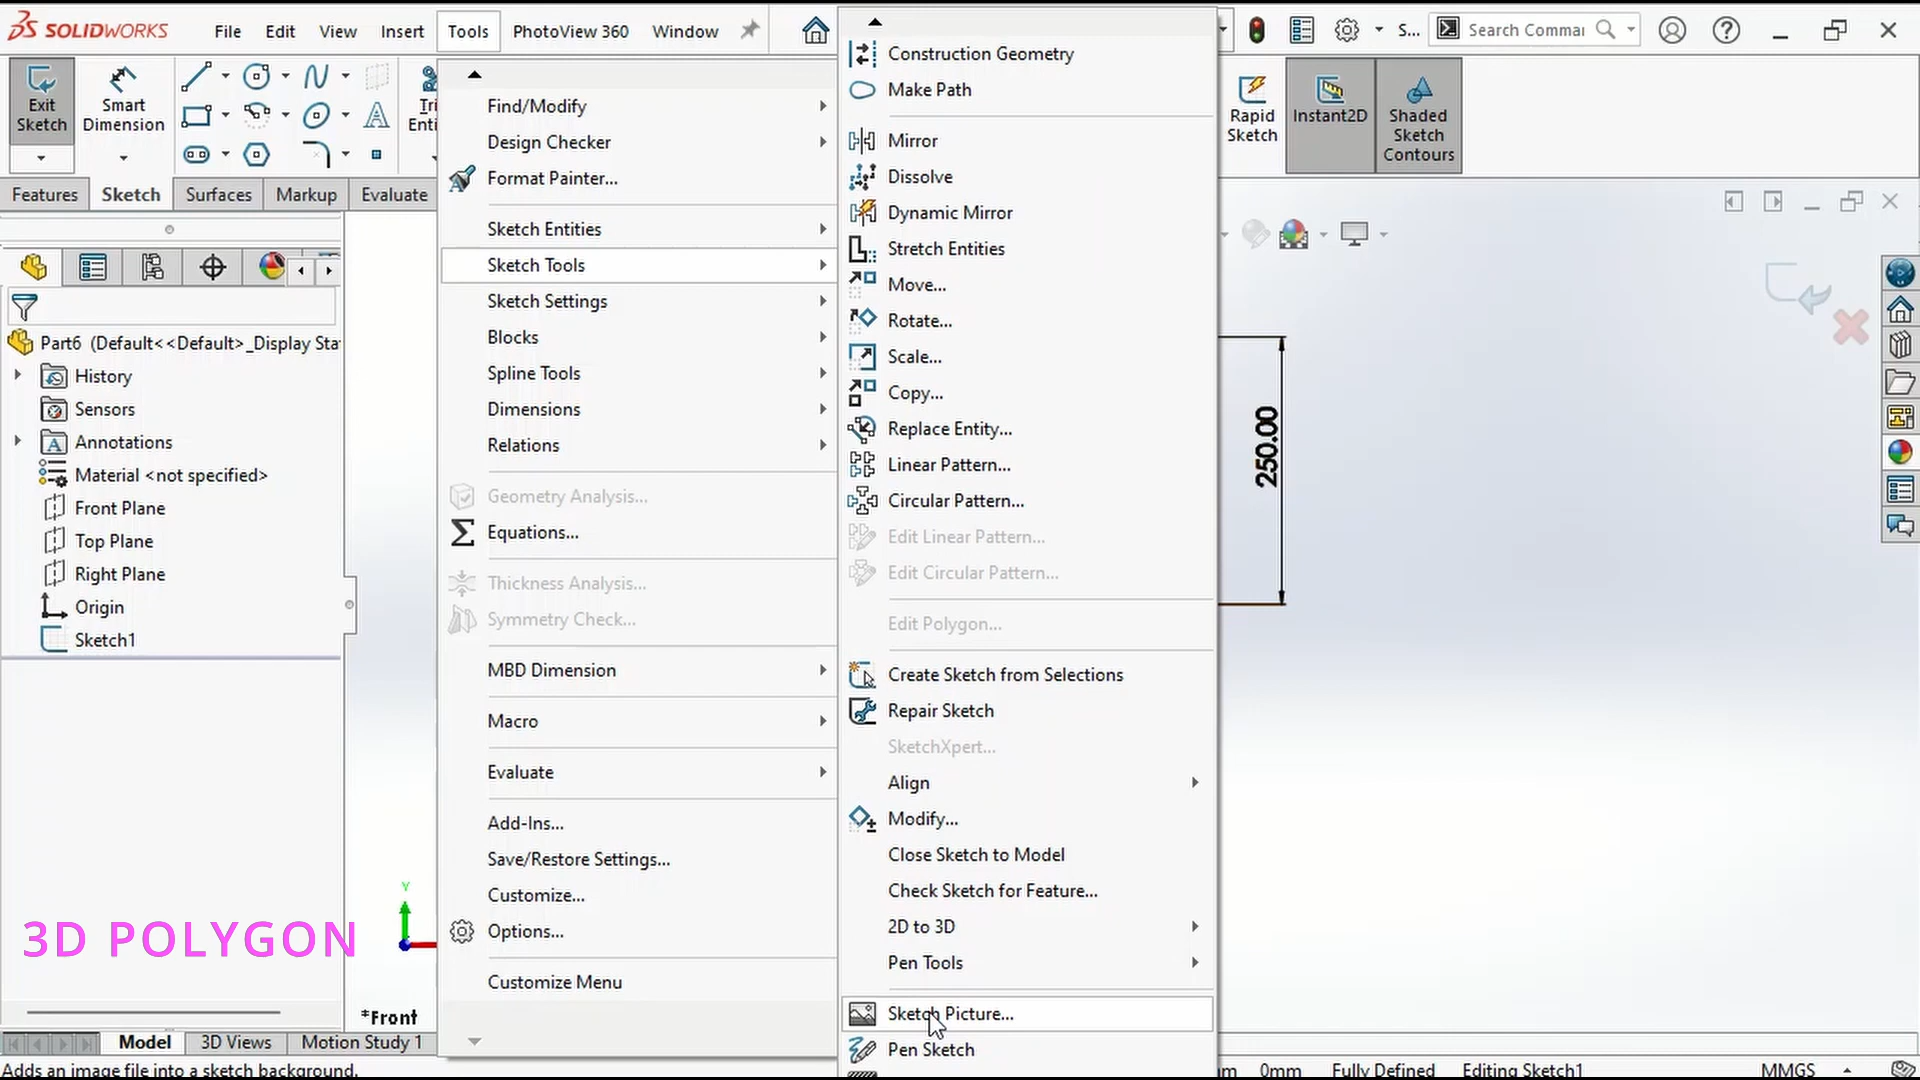 SOLIDWORKS
File Edit View Insert Tools PhotoView 360 Window
S...
Search Commar
Exit Sketch
Smart Dimension
Rapid Sketch
Instant2D
Shaded Sketch Contours
Features Sketch Surfaces Markup Evaluate
Part6 (Default<<Default>_Display Sta
History
Sensors
Annotations
Material <not specified>
Front Plane
Top Plane
Right Plane
Origin
Sketch1
3D POLYGON
Find/Modify
Design Checker
Format Painter...
Sketch Entities
Sketch Tools
Sketch Settings
Blocks
Spline Tools
Dimensions
Relations
Geometry Analysis...
Equations...
Thickness Analysis...
Symmetry Check...
MBD Dimension
Macro
Evaluate
Add-Ins...
Save/Restore Settings...
Customize...
Options...
Customize Menu
Construction Geometry
Make Path
Mirror
Dissolve
Dynamic Mirror
Stretch Entities
Move...
Rotate...
Scale...
Copy...
Replace Entity...
Linear Pattern...
Circular Pattern...
Edit Linear Pattern...
Edit Circular Pattern...
Edit Polygon...
Create Sketch from Selections
Repair Sketch
SketchXpert...
Align
Modify...
Close Sketch to Model
Check Sketch for Feature...
2D to 3D
Pen Tools
Sketch Picture...
Pen Sketch
250.00
Y
*Front
Model 3D Views Motion Study 1
Adds an image file into a sketch background.
0mm Fully Defined Editing Sketch1 MMGS